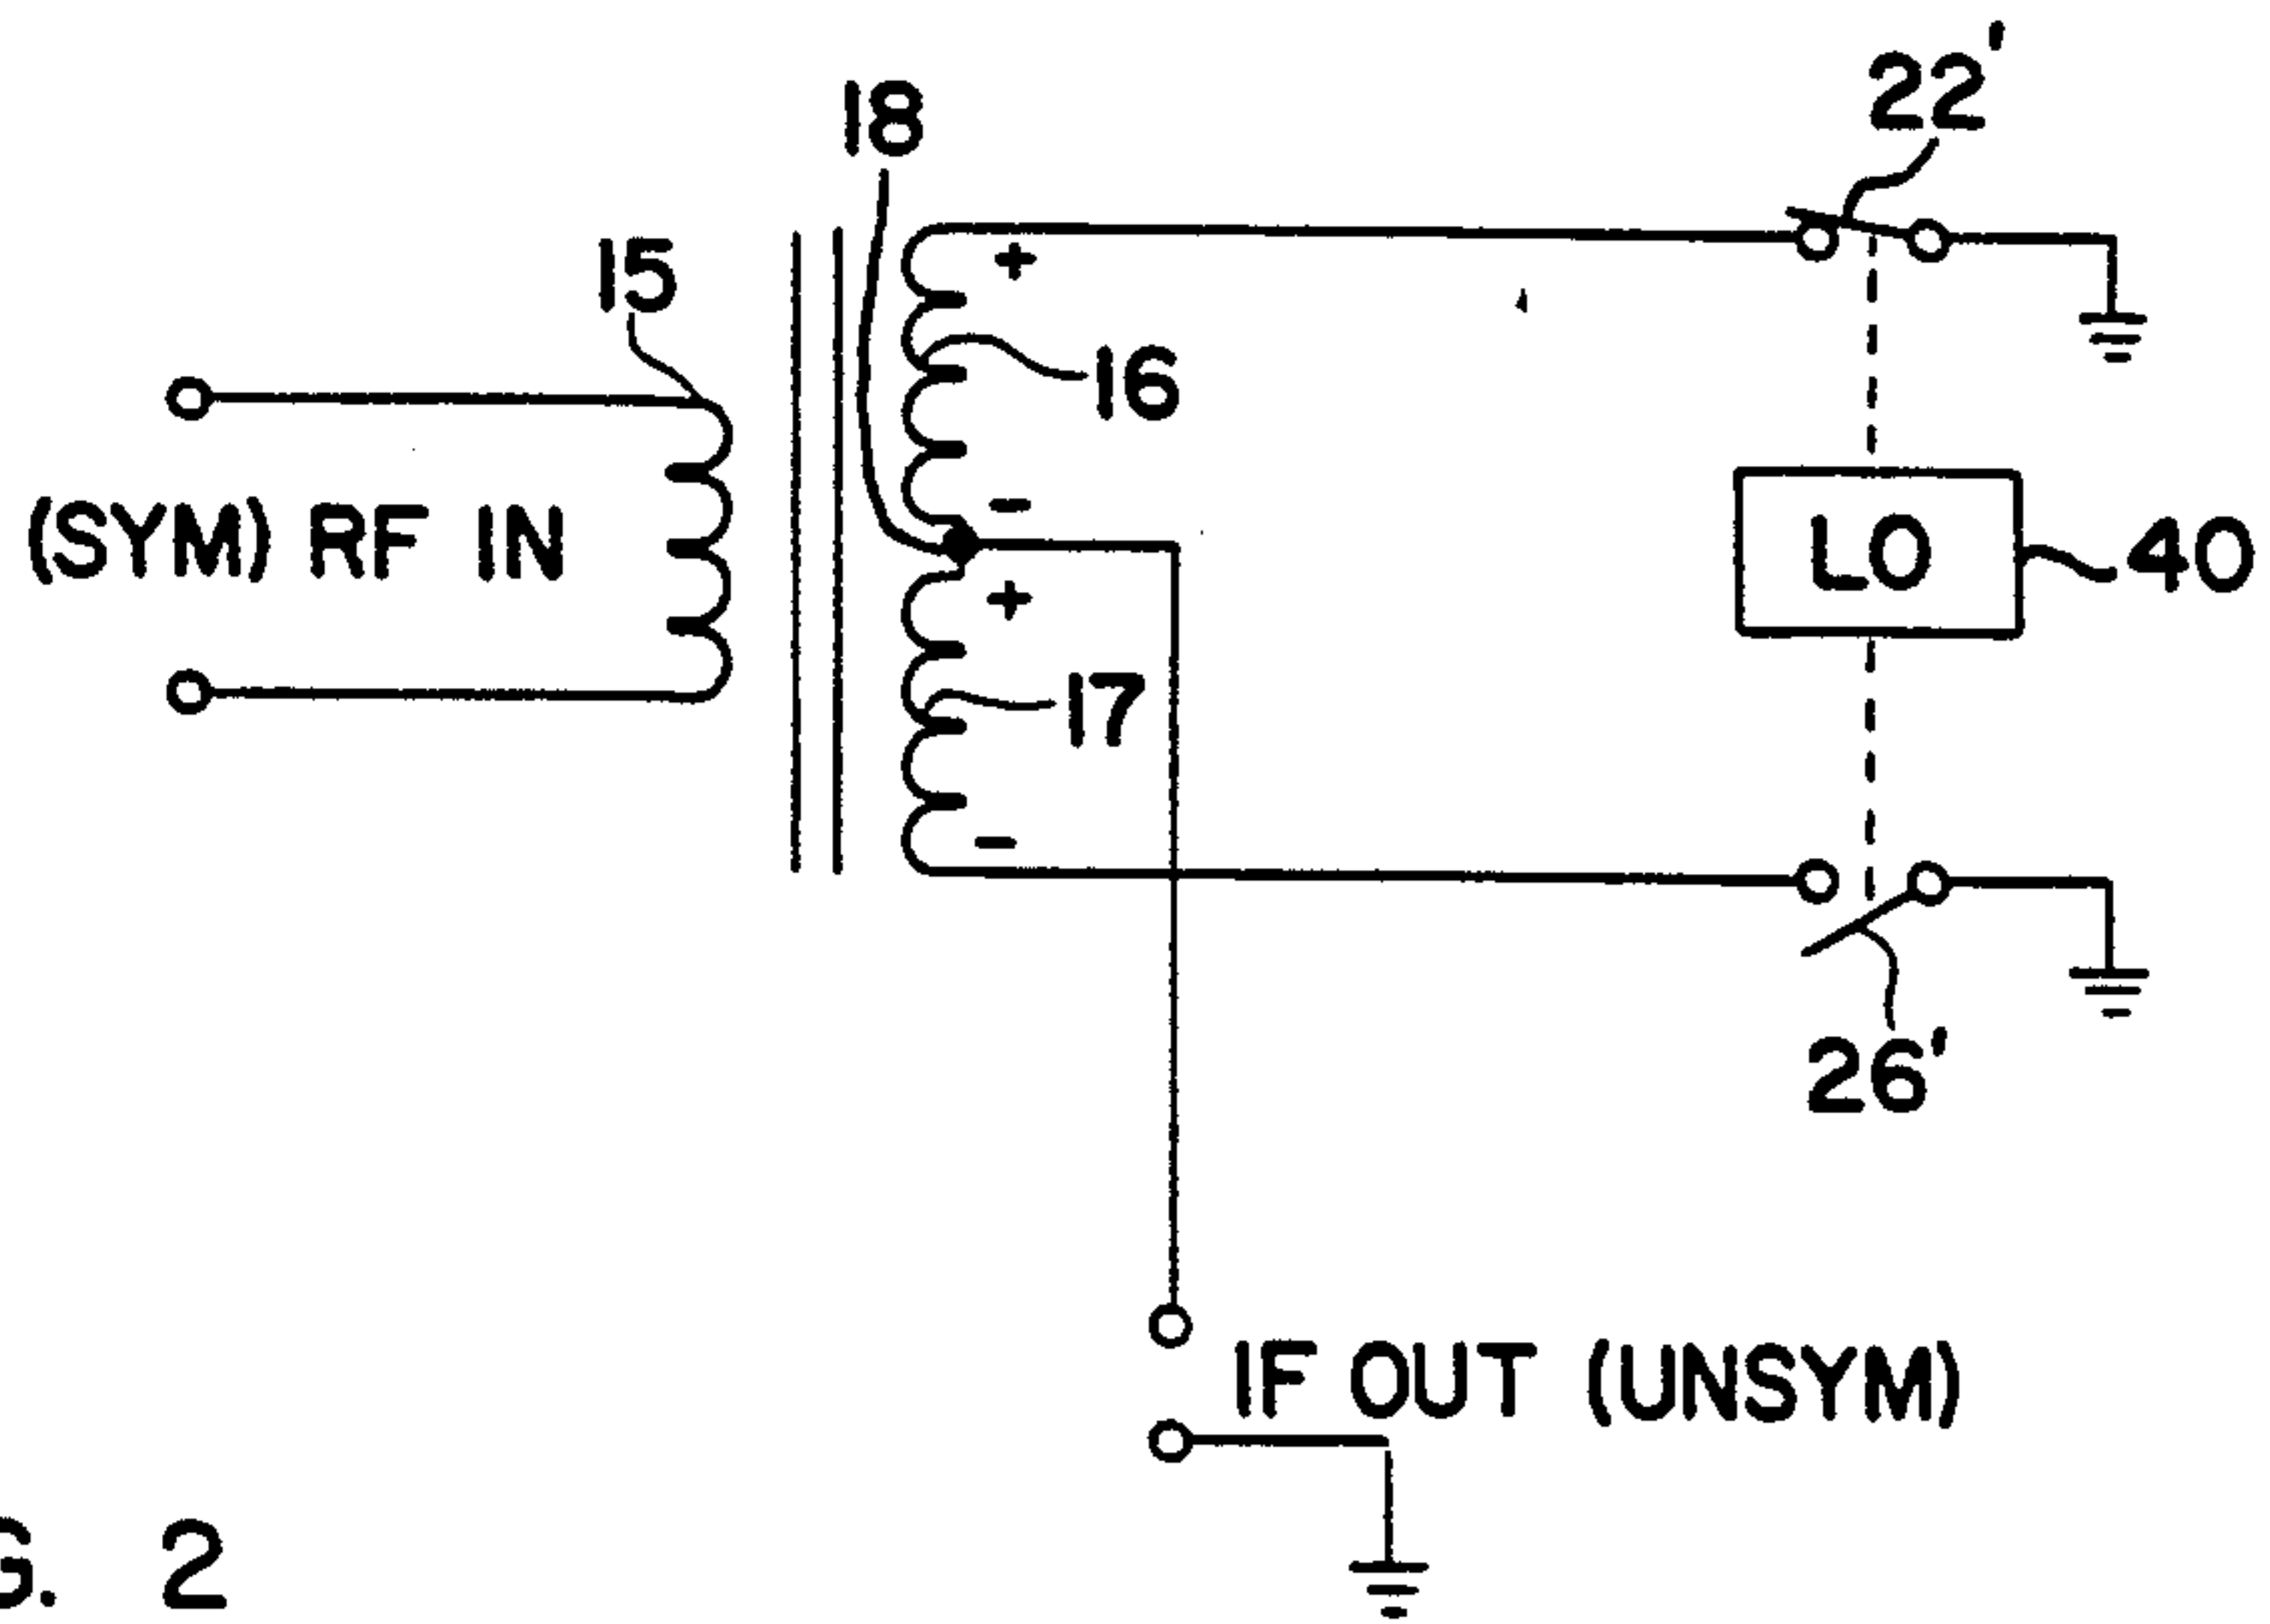 22'
18
15
+
16
(SYM) RF IN
-
LO
40
+
17
-
26'
IF OUT (UNSYM)
G. 2